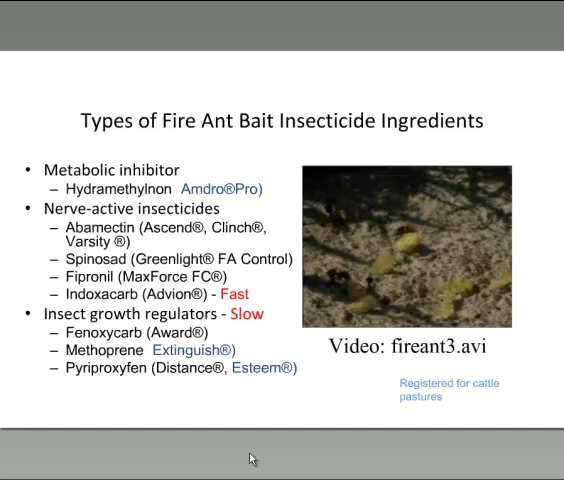 Types of Fire Ant Bait Insecticide Ingredients
• Metabolic inhibitor
– Hydramethylnon Amdro®Pro)
• Nerve-active insecticides
– Abamectin (Ascend®, Clinch®,
Varsity ®)
– Spinosad (Greenlight® FA Control)
– Fipronil (MaxForce FC®)
– Indoxacarb (Advion®) - Fast
• Insect growth regulators - Slow
– Fenoxycarb (Award®)
– Methoprene Extinguish®)
– Pyriproxyfen (Distance®, Esteem®)
Video: fireant3.avi
Registered for cattle
pastures